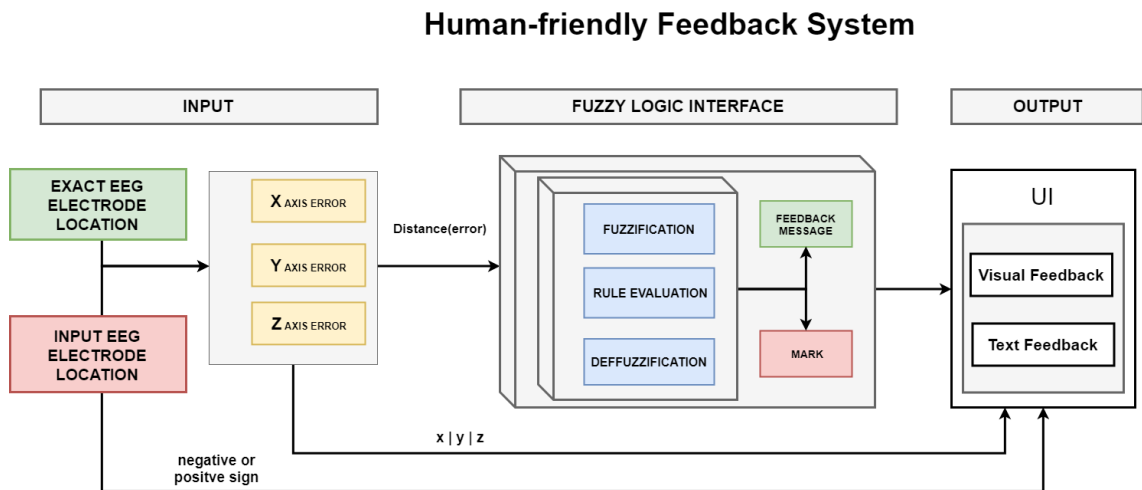 Human-friendly Feedback System
INPUT
FUZZY LOGIC INTERFACE
OUTPUT
EXACT EEG
ELECTRODE
LOCATION
INPUT EEG
ELECTRODE
LOCATION
X AXIS ERROR
Y AXIS ERROR
Z AXIS ERROR
Distance(error)
FUZZIFICATION
RULE EVALUATION
DEFFUZZIFICATION
FEEDBACK
MESSAGE
MARK
UI
Visual Feedback
Text Feedback
x | y | z
negative or
positve sign